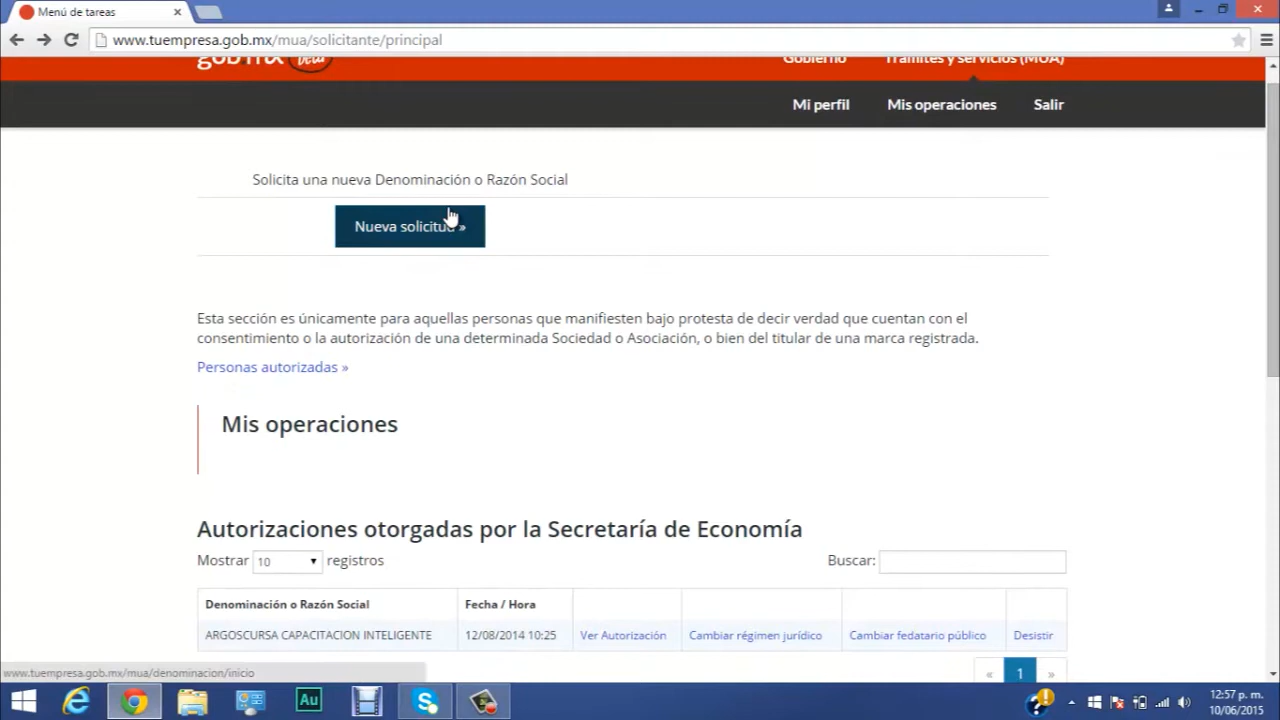 Menú de tareas
www.tuempresa.gob.mx/mua/solicitante/principal
gob.mx beta
Gobierno Trámites y servicios (MUA)
Mi perfil Mis operaciones Salir
Solicita una nueva Denominación o Razón Social
Nueva solicitud »
Esta sección es únicamente para aquellas personas que manifiesten bajo protesta de decir verdad que cuentan con el
consentimiento o la autorización de una determinada Sociedad o Asociación, o bien del titular de una marca registrada.
Personas autorizadas »
Mis operaciones
Autorizaciones otorgadas por la Secretaría de Economía
Mostrar 10 registros Buscar:
Denominación o Razón Social Fecha / Hora
ARGOSCURSA CAPACITACION INTELIGENTE 12/08/2014 10:25 Ver Autorización Cambiar régimen jurídico Cambiar fedatario público Desistir
« 1 »
www.tuempresa.gob.mx/mua/denominacion/inicio
Au
12:57 p. m.
10/06/2015